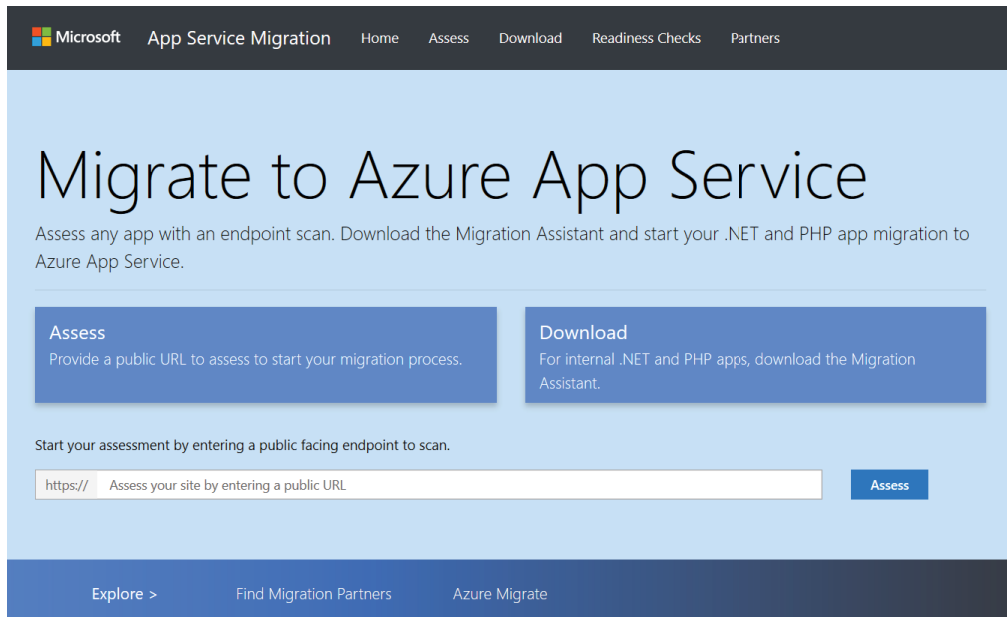 Microsoft App Service Migration Home Assess Download Readiness Checks Partners
Migrate to Azure App Service
Assess any app with an endpoint scan. Download the Migration Assistant and start your .NET and PHP app migration to
Azure App Service.
Assess
Provide a public URL to assess to start your migration process.
Download
For internal .NET and PHP apps, download the Migration
Assistant.
Start your assessment by entering a public facing endpoint to scan.
https:// Assess your site by entering a public URL Assess
Explore > Find Migration Partners Azure Migrate